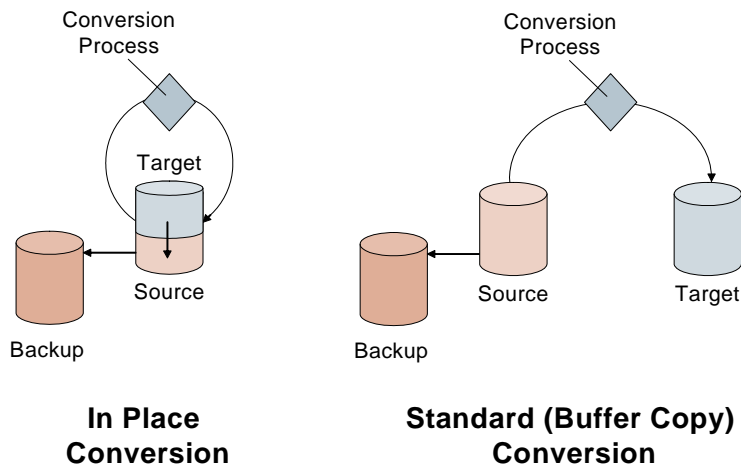 Conversion
Process
Target
Source
Backup
In Place
Conversion
Conversion
Process
Source
Target
Backup
Standard (Buffer Copy)
Conversion